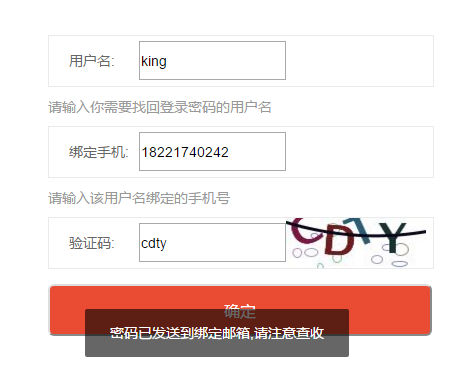 用户名: king
请输入你需要找回登录密码的用户名
绑定手机: 18221740242
请输入该用户名绑定的手机号
验证码: cdty CDTY
确定
密码已发送到绑定邮箱,请注意查收